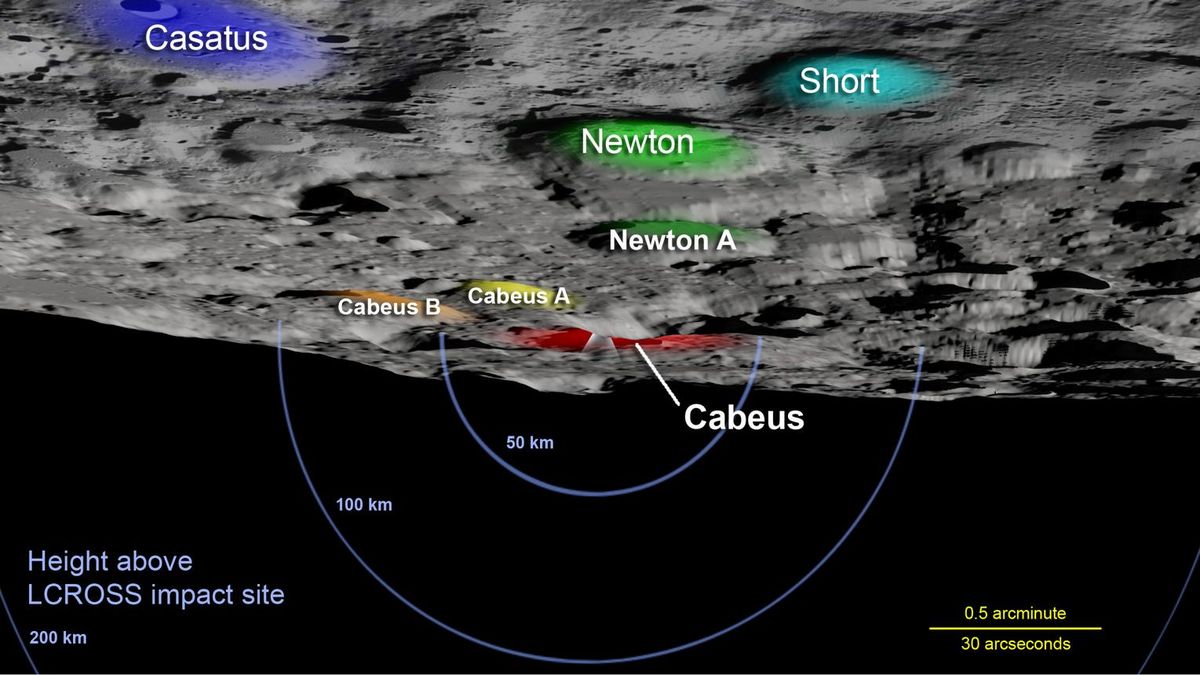 Casatus
Short
Newton
Newton A
Cabeus B
Cabeus A
Cabeus
50 km
100 km
Height above
LCROSS impact site
200 km
0.5 arcminute
30 arcseconds